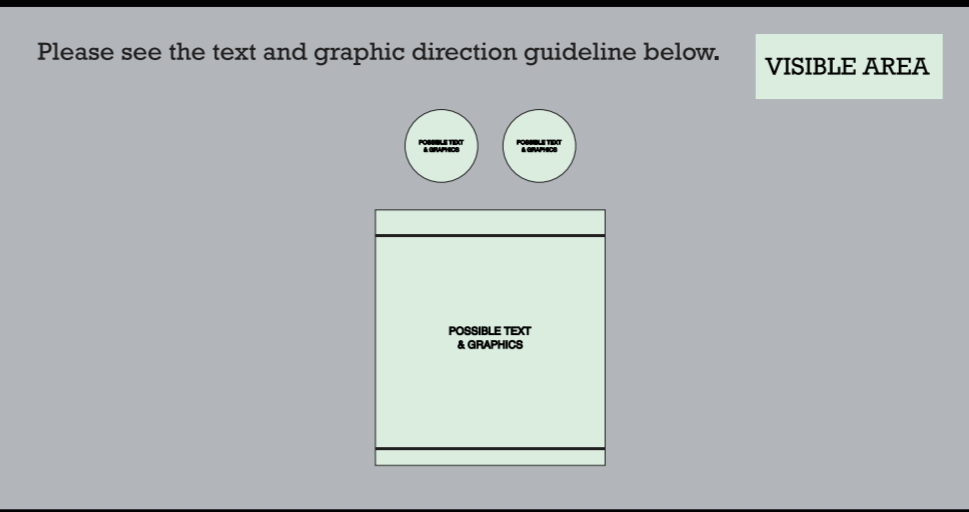 Please see the text and graphic direction guideline below.
VISIBLE AREA
POSSIBLE TEXT
& GRAPHICS
POSSIBLE TEXT
& GRAPHICS
POSSIBLE TEXT
& GRAPHICS